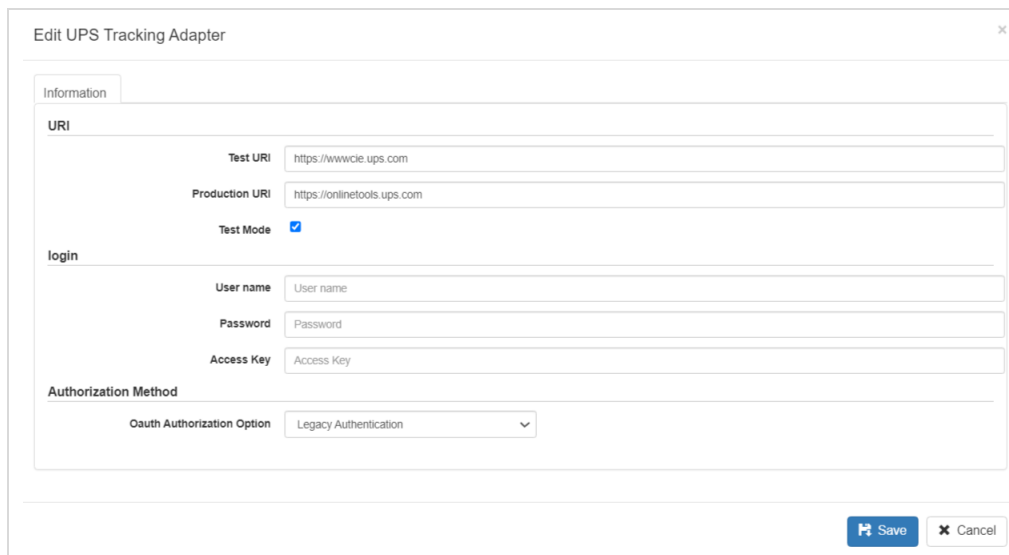 Edit UPS Tracking Adapter
×
Information
URI
Test URI https://wwwcie.ups.com
Production URI https://onlinetools.ups.com
Test Mode
login
User name User name
Password Password
Access Key Access Key
Authorization Method
Oauth Authorization Option Legacy Authentication
Save Cancel